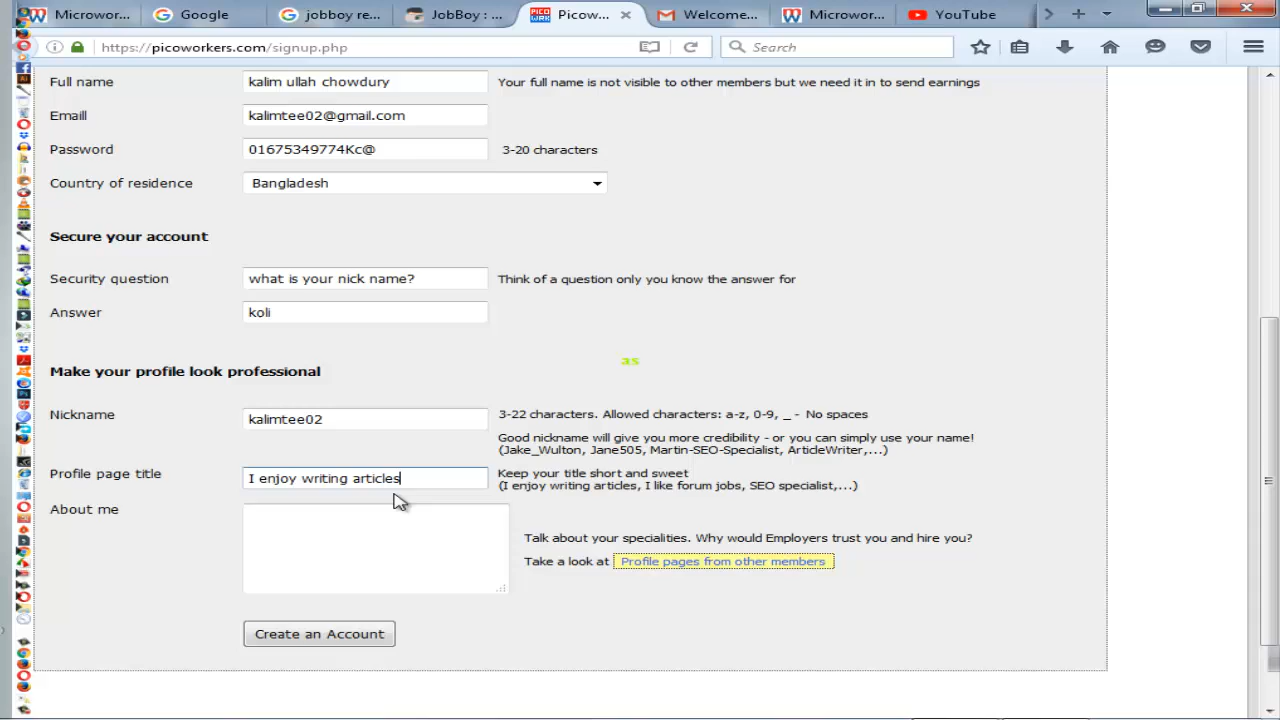 Microwor...
Google
jobboy re...
JobBoy : ...
Picow...
Welcome...
Microwor...
YouTube
https://picoworkers.com/signup.php
Search
Full name
kalim ullah chowdury
Your full name is not visible to other members but we need it in to send earnings
Emaill
kalimtee02@gmail.com
Password
01675349774Kc@
3-20 characters
Country of residence
Bangladesh
Secure your account
Security question
what is your nick name?
Think of a question only you know the answer for
Answer
koli
as
Make your profile look professional
Nickname
kalimtee02
3-22 characters. Allowed characters: a-z, 0-9, _ - No spaces
Good nickname will give you more credibility - or you can simply use your name!
(Jake_Wulton, Jane505, Martin-SEO-Specialist, ArticleWriter,...)
Profile page title
I enjoy writing articles
Keep your title short and sweet
(I enjoy writing articles, I like forum jobs, SEO specialist,...)
About me
Talk about your specialities. Why would Employers trust you and hire you?
Take a look at Profile pages from other members
Create an Account